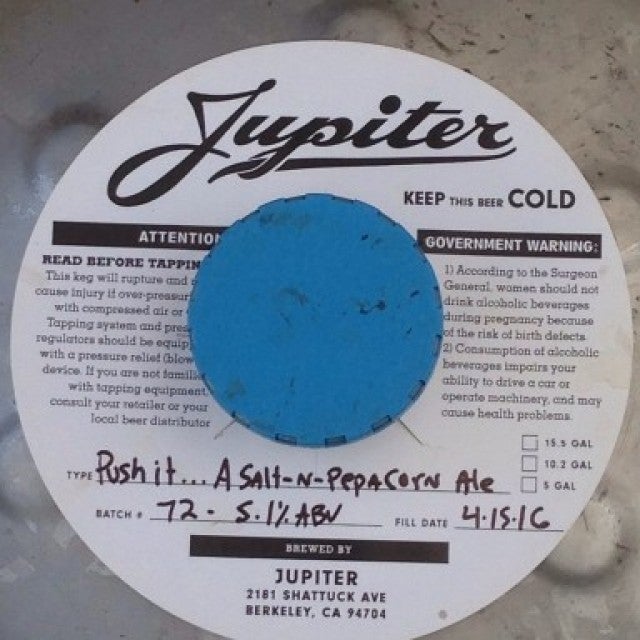 Jupiter
KEEP THIS BEER COLD
ATTENTION
READ BEFORE TAPPING
This keg will rupture and
cause injury if over-pressur
with compressed air or
Tapping system and pres
regulators should be equip
with a pressure relief (blow
device. If you are not famili
with tapping equipment
consult your retailer or your
local beer distributor
GOVERNMENT WARNING:
1) According to the Surgeon
General, women should not
drink alcoholic beverages
during pregnancy because
of the risk of birth defects
2) Consumption of alcoholic
beverages impairs your
ability to drive a car or
operate machinery, and may
cause health problems.
15.5 GAL
10.2 GAL
5 GAL
TYPE Push it... A Salt-N-Pepacorn Ale
BATCH # 72 - 5.1% ABV FILL DATE 4.15.16
BREWED BY
JUPITER
2181 SHATTUCK AVE
BERKELEY, CA 94704